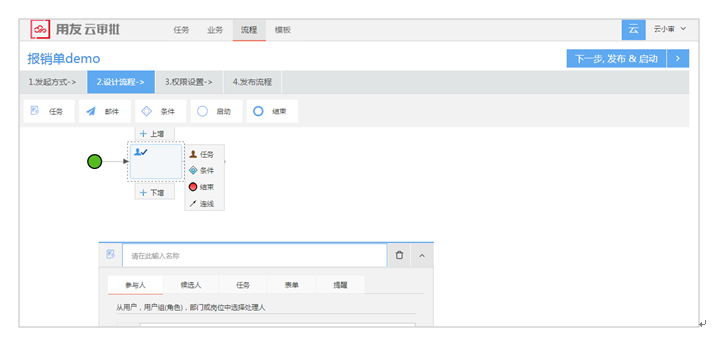 用友云审批 任务 业务 流程 模板 云 云小审
报销单demo 下一步, 发布 & 启动
1.发起方式-> 2.设计流程-> 3.权限设置-> 4.发布流程
任务 邮件 条件 启动 结束
上增
任务
条件
结束
下增
连线
请在此输入名称
参与人 候选人 任务 表单 提醒
从用户，用户组(角色)，部门或岗位中选择处理人